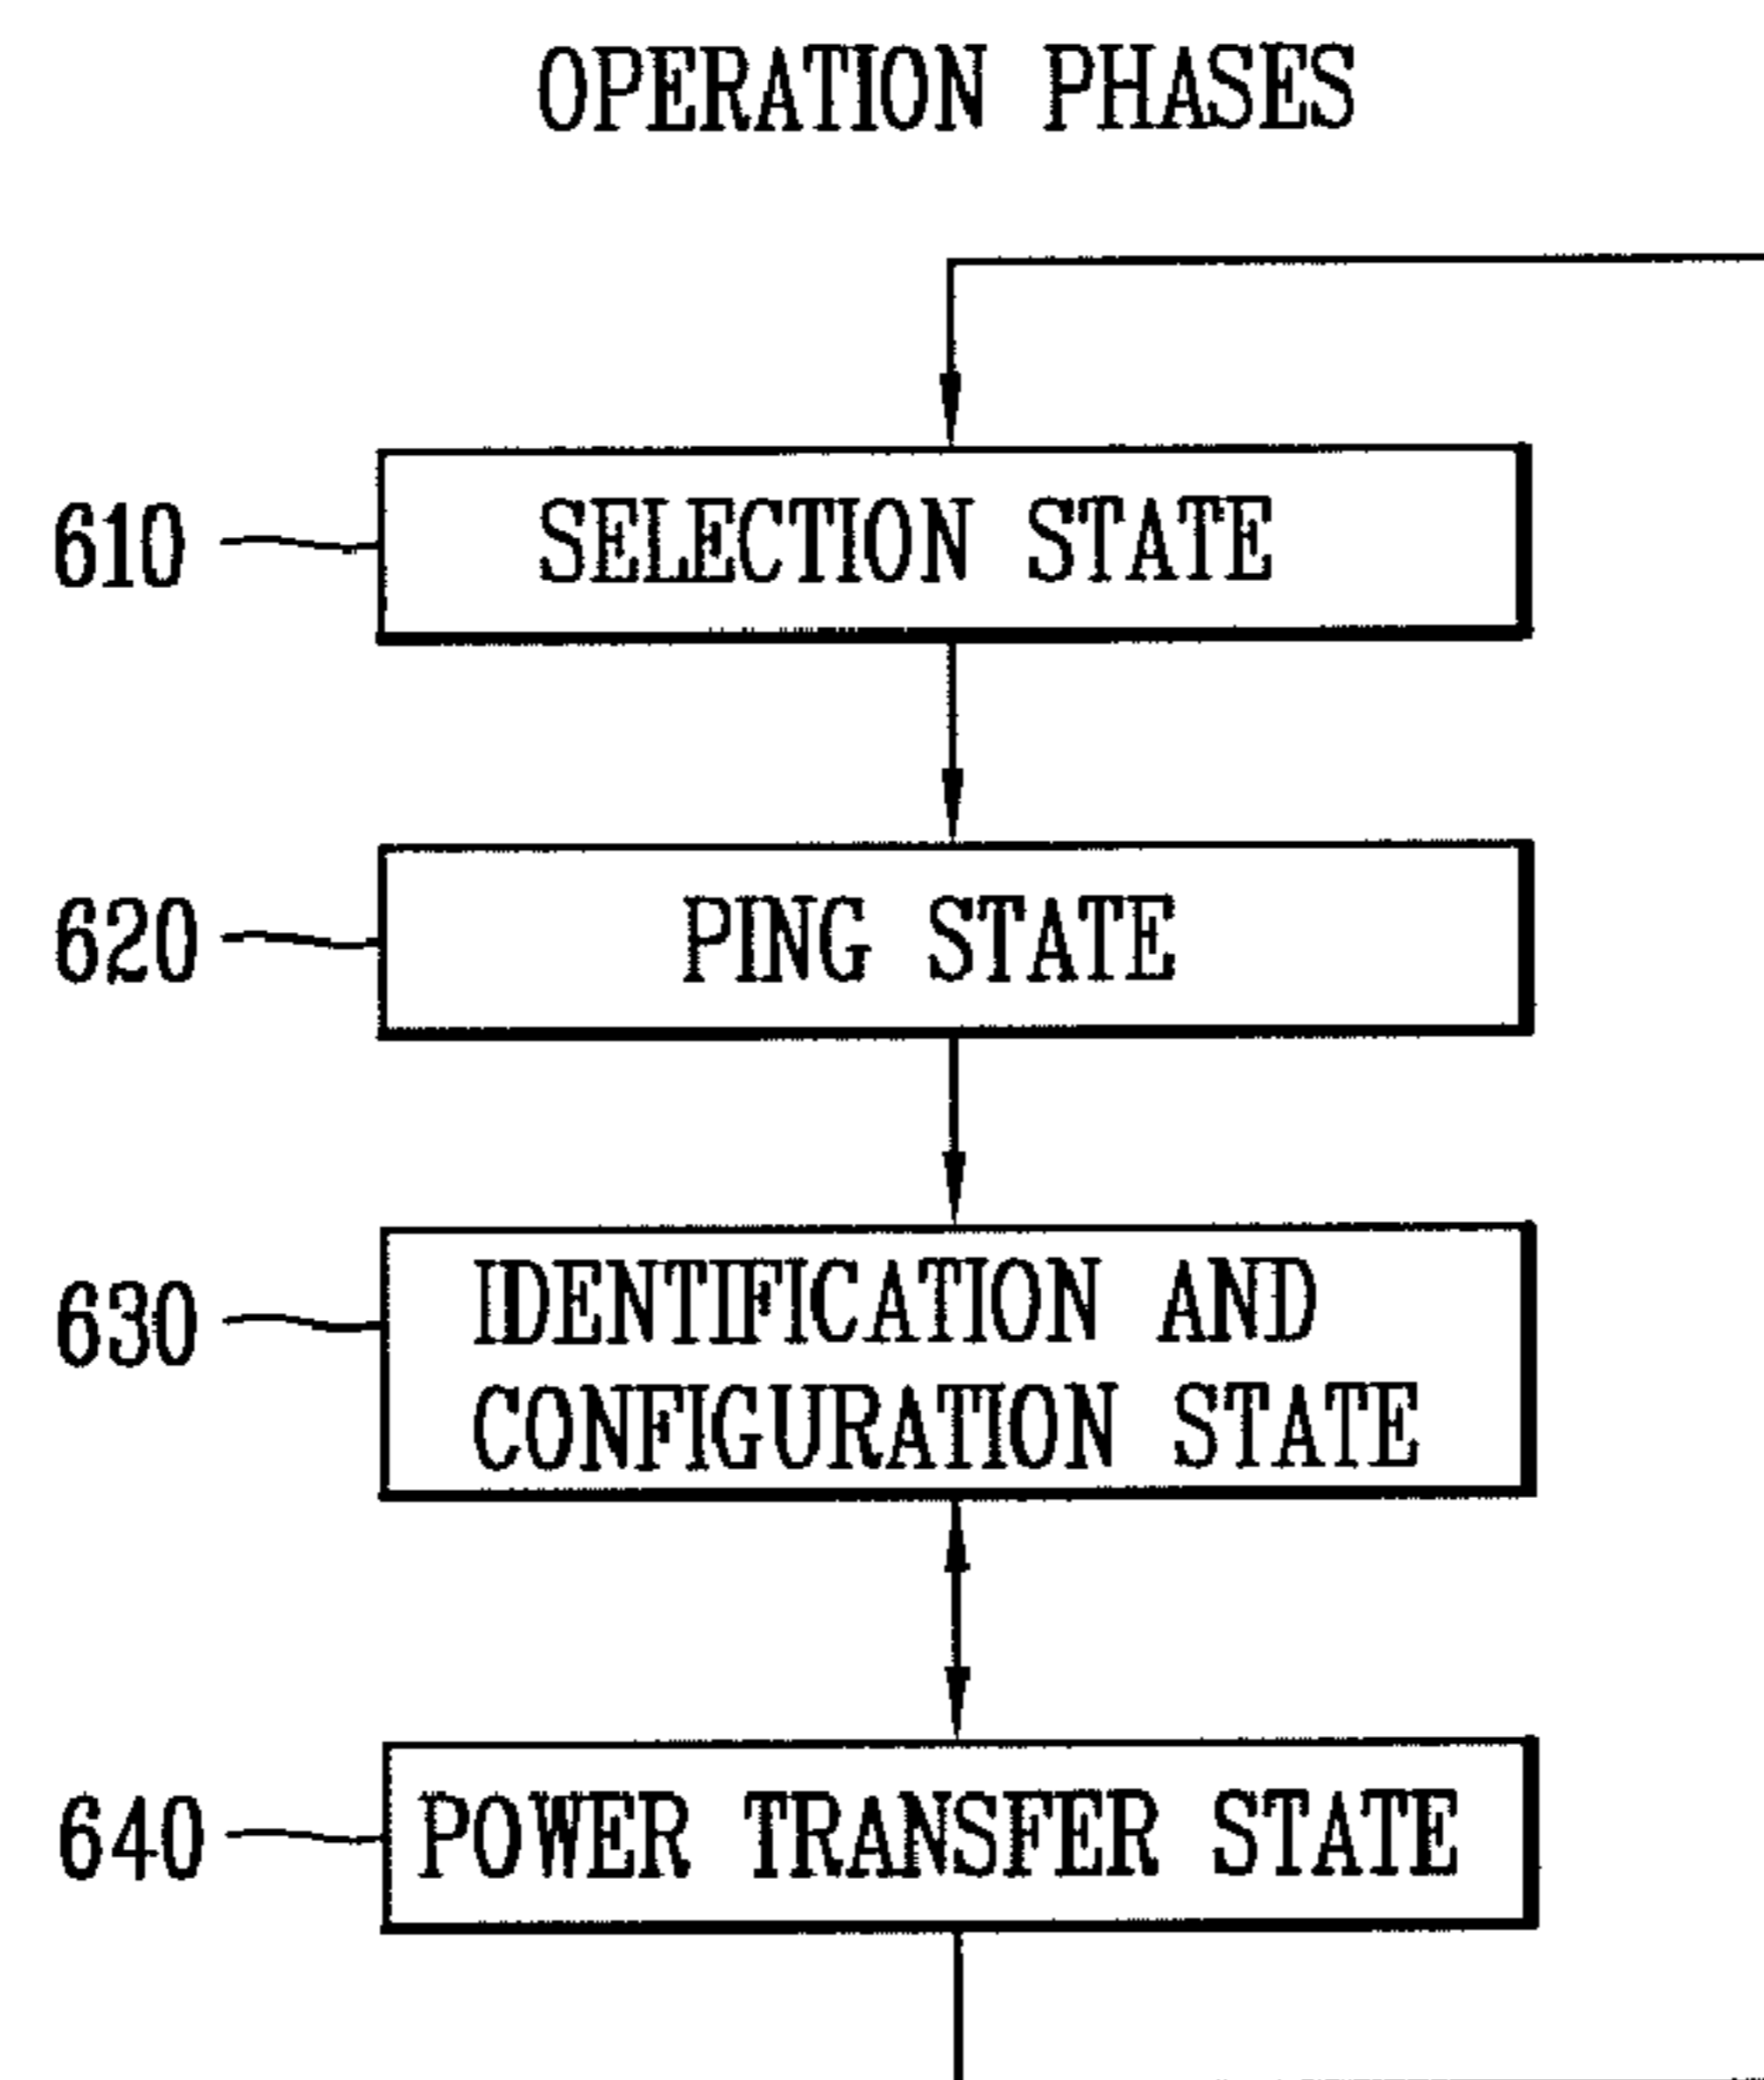 OPERATION PHASES
610 SELECTION STATE
620 PING STATE
630 IDENTIFICATION AND
CONFIGURATION STATE
640 POWER TRANSFER STATE